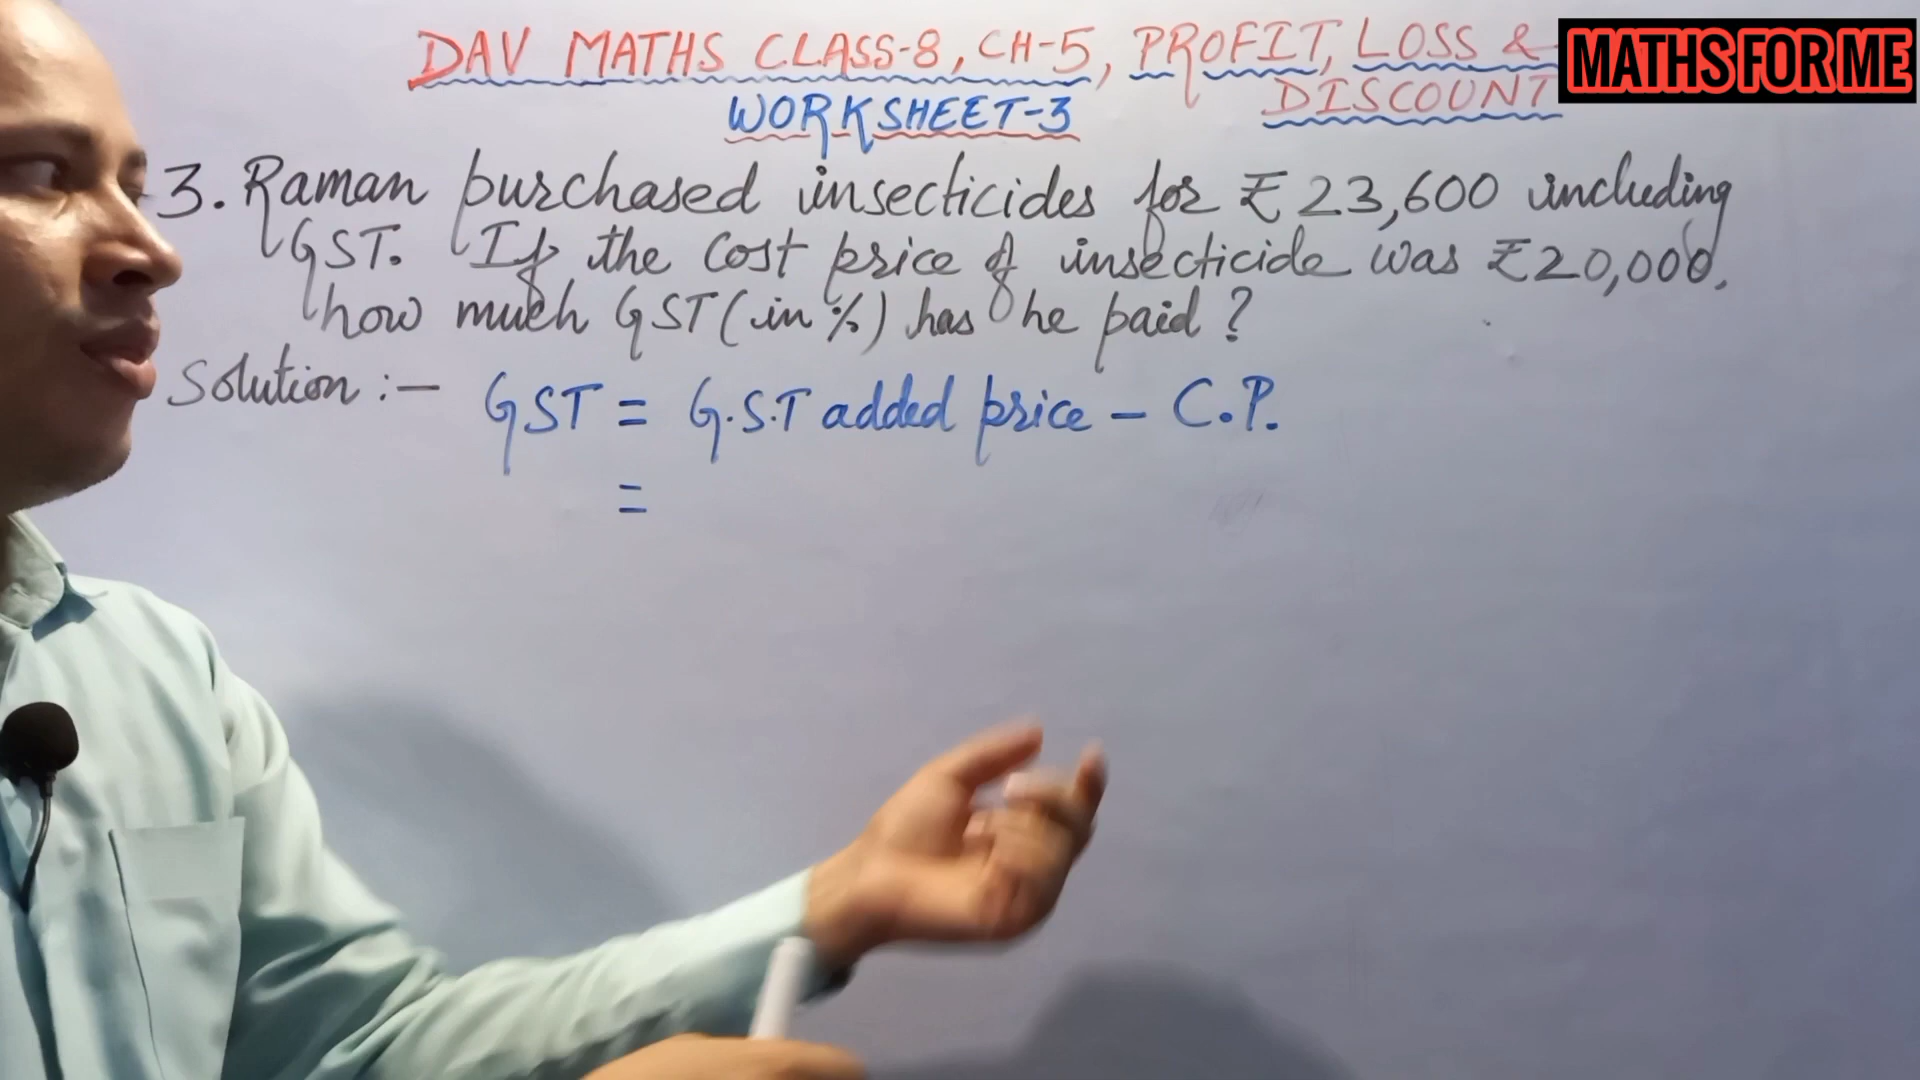 DAV MATHS CLASS-8, CH-5, PROFIT, LOSS &
DISCOUNT
WORKSHEET-3
MATHS FOR ME
3. Raman purchased insecticides for ₹ 23,600 including
GST. If the cost price of insecticide was ₹20,000,
how much GST (in %) has he paid?
Solution :- GST = G.S.T added price - C.P.
=